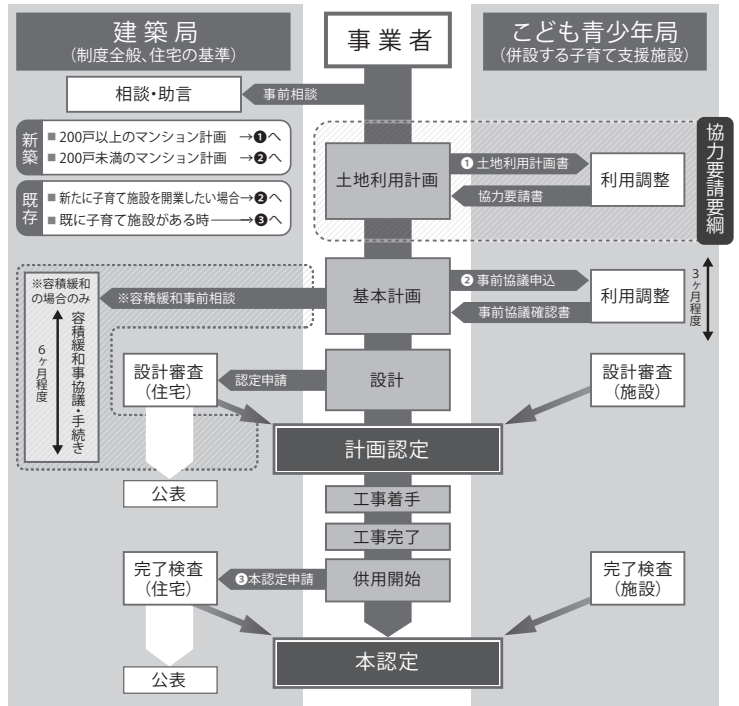 建築局
（制度全般、住宅の基準）
事業者
こども青少年局
（併設する子育て支援施設）
相談・助言
事前相談
新築
■ 200戸以上のマンション計画 →❶へ
■ 200戸未満のマンション計画 →❷へ
既存
■ 新たに子育て施設を開業したい場合→❷へ
■ 既に子育て施設がある時→❸へ
協力要請要綱
土地利用計画
❶ 土地利用計画書
協力要請書
利用調整
※容積緩和
の場合のみ
容積緩和事協議・手続き
6ヶ月程度
※容積緩和事前相談
基本計画
❷ 事前協議申込
事前協議確認書
利用調整
3ヶ月程度
設計審査
（住宅）
認定申請
設計
設計審査
（施設）
計画認定
公表
工事着手
工事完了
完了検査
（住宅）
❸本認定申請
供用開始
完了検査
（施設）
本認定
公表